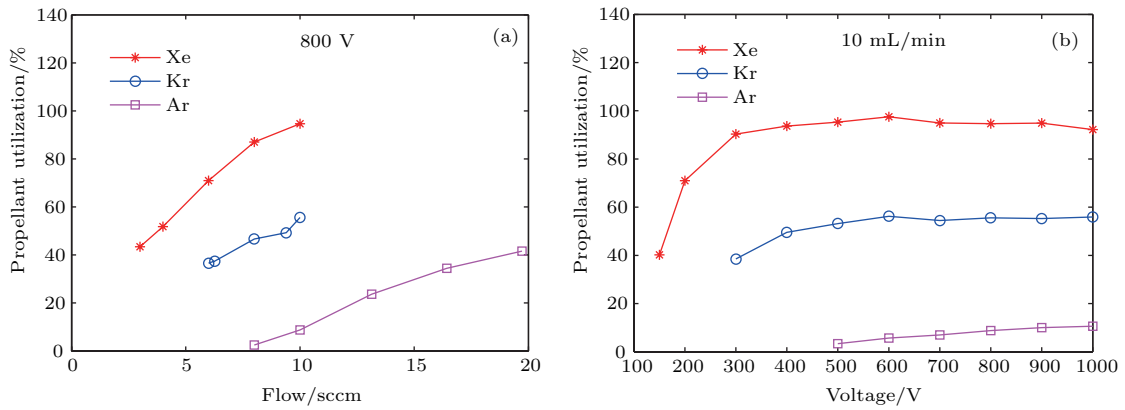 140
120
100
80
60
40
20
0
Propellant utilization/%
800 V
(a)
Xe
Kr
Ar
0 5 10 15 20
Flow/sccm
140
120
100
80
60
40
20
0
Propellant utilization/%
10 mL/min
(b)
Xe
Kr
Ar
100 200 300 400 500 600 700 800 900 1000
Voltage/V